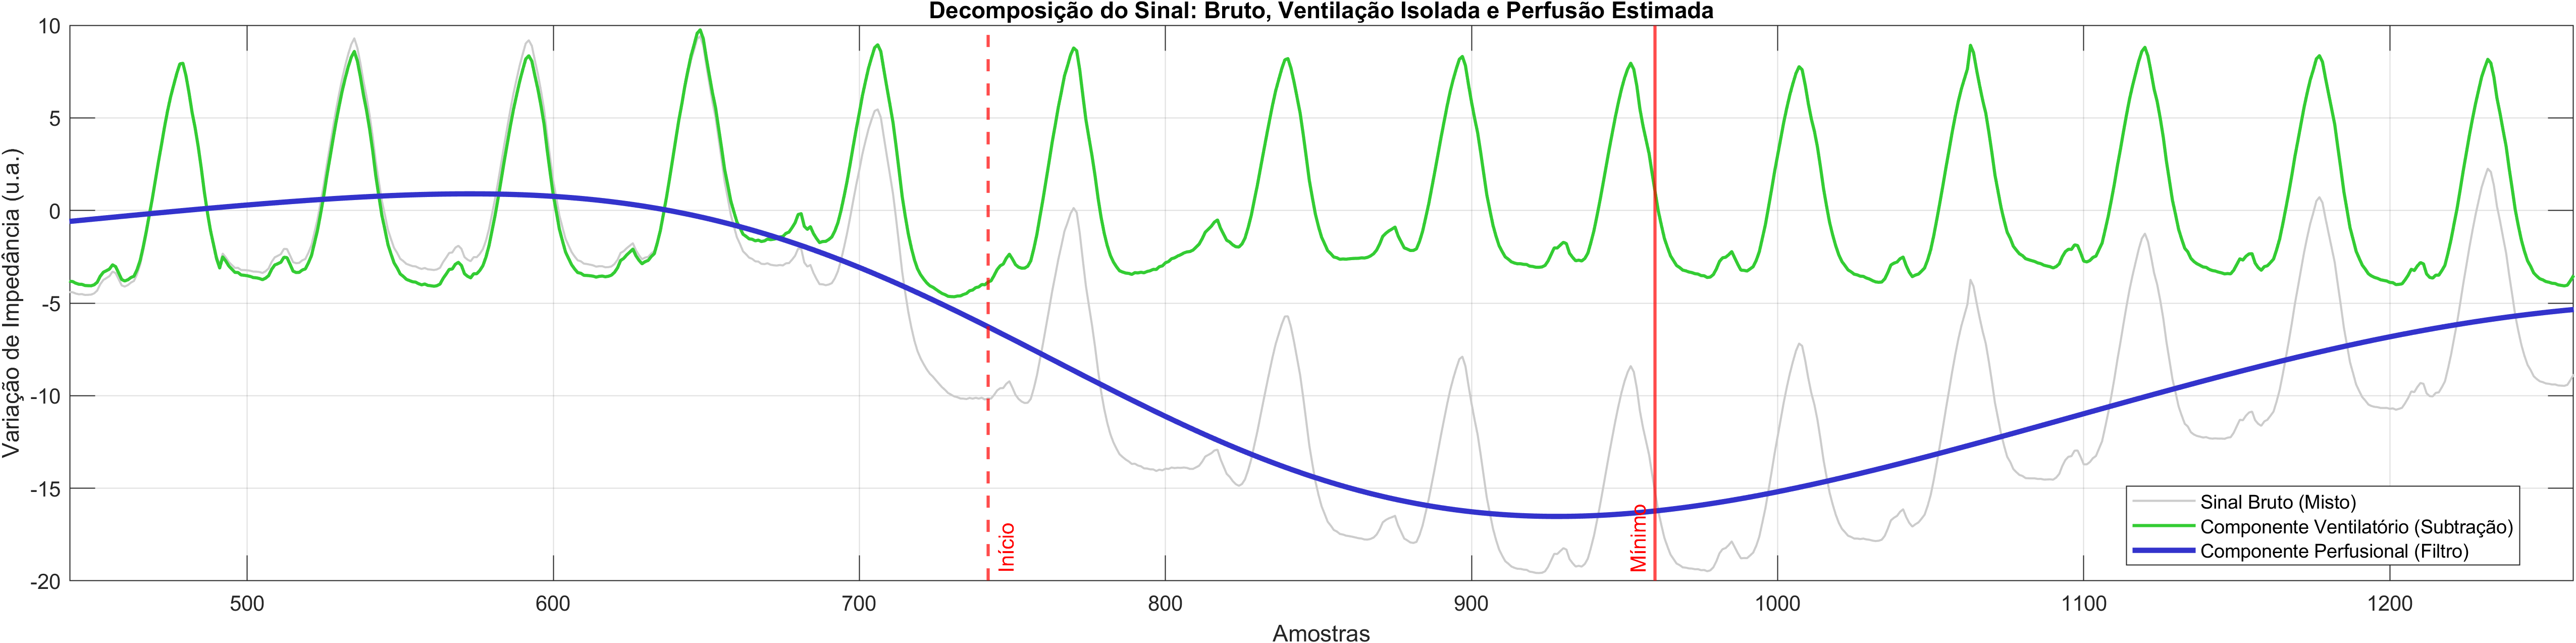 Decomposição do Sinal: Bruto, Ventilação Isolada e Perfusão Estimada
Variação de Impedância (u.a.)
10
5
0
-5
-10
-15
-20
Início
Mínimo
Sinal Bruto (Misto)
Componente Ventilatório (Subtração)
Componente Perfusional (Filtro)
500 600 700 800 900 1000 1100 1200
Amostras